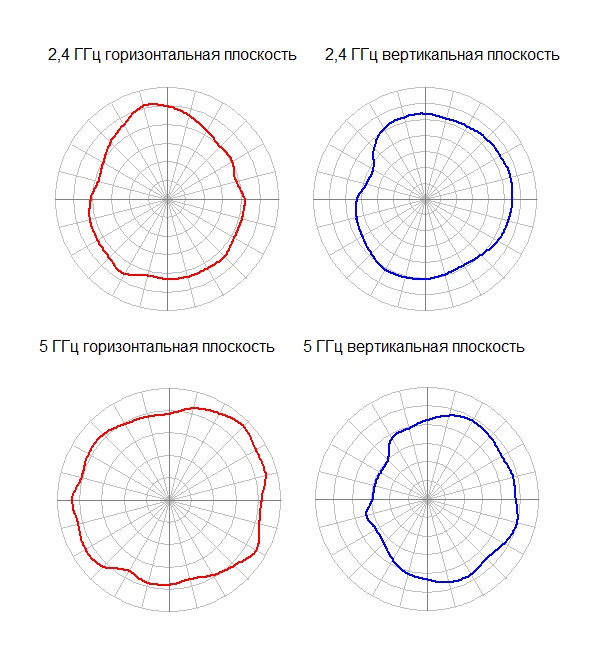 2,4 ГГц горизонтальная плоскость
2,4 ГГц вертикальная плоскость
5 ГГц горизонтальная плоскость
5 ГГц вертикальная плоскость